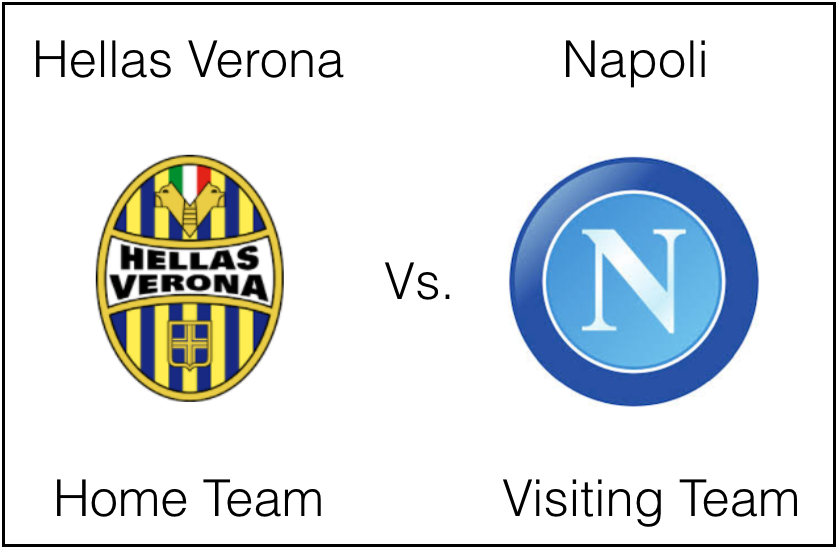 Hellas Verona
Napoli
HELLAS
VERONA
Vs.
N
Home Team
Visiting Team